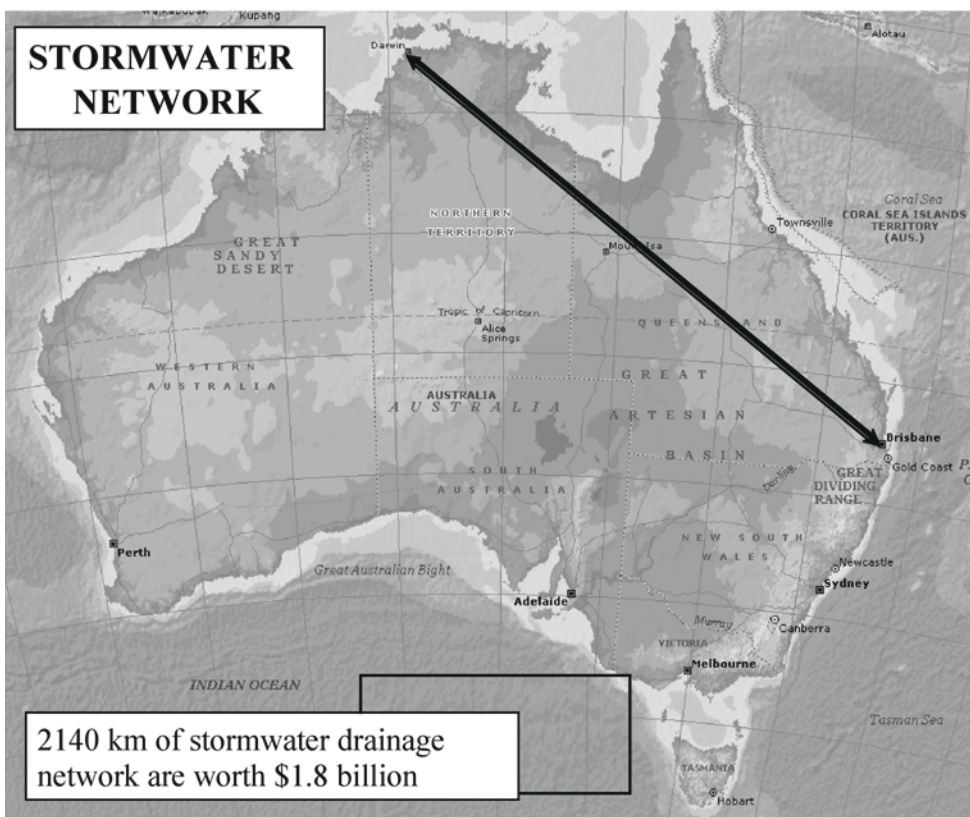 Kupang
Alotau
STORMWATER
NETWORK
Darwin
Coral Sea
CORAL SEA ISLANDS
TERRITORY
(AUS.)
NORTHERN
TERRITORY
Townsville
GREAT
SANDY
DESERT
Mount Isa
Tropic of Capricorn
Alice
Springs
QUEENSLAND
WESTERN
AUSTRALIA
GREAT
AUSTRALIA
AUSTRALIA
ARTESIAN
BASIN
Brisbane
Gold Coast
SOUTH
AUSTRALIA
Darling
GREAT
DIVIDING
RANGE
Perth
NEW SOUTH
WALES
Newcastle
Great Australian Bight
Sydney
Adelaide
Murray
Canberra
VICTORIA
Melbourne
INDIAN OCEAN
Tasman Sea
2140 km of stormwater drainage
network are worth $1.8 billion
TASMANIA
Hobart